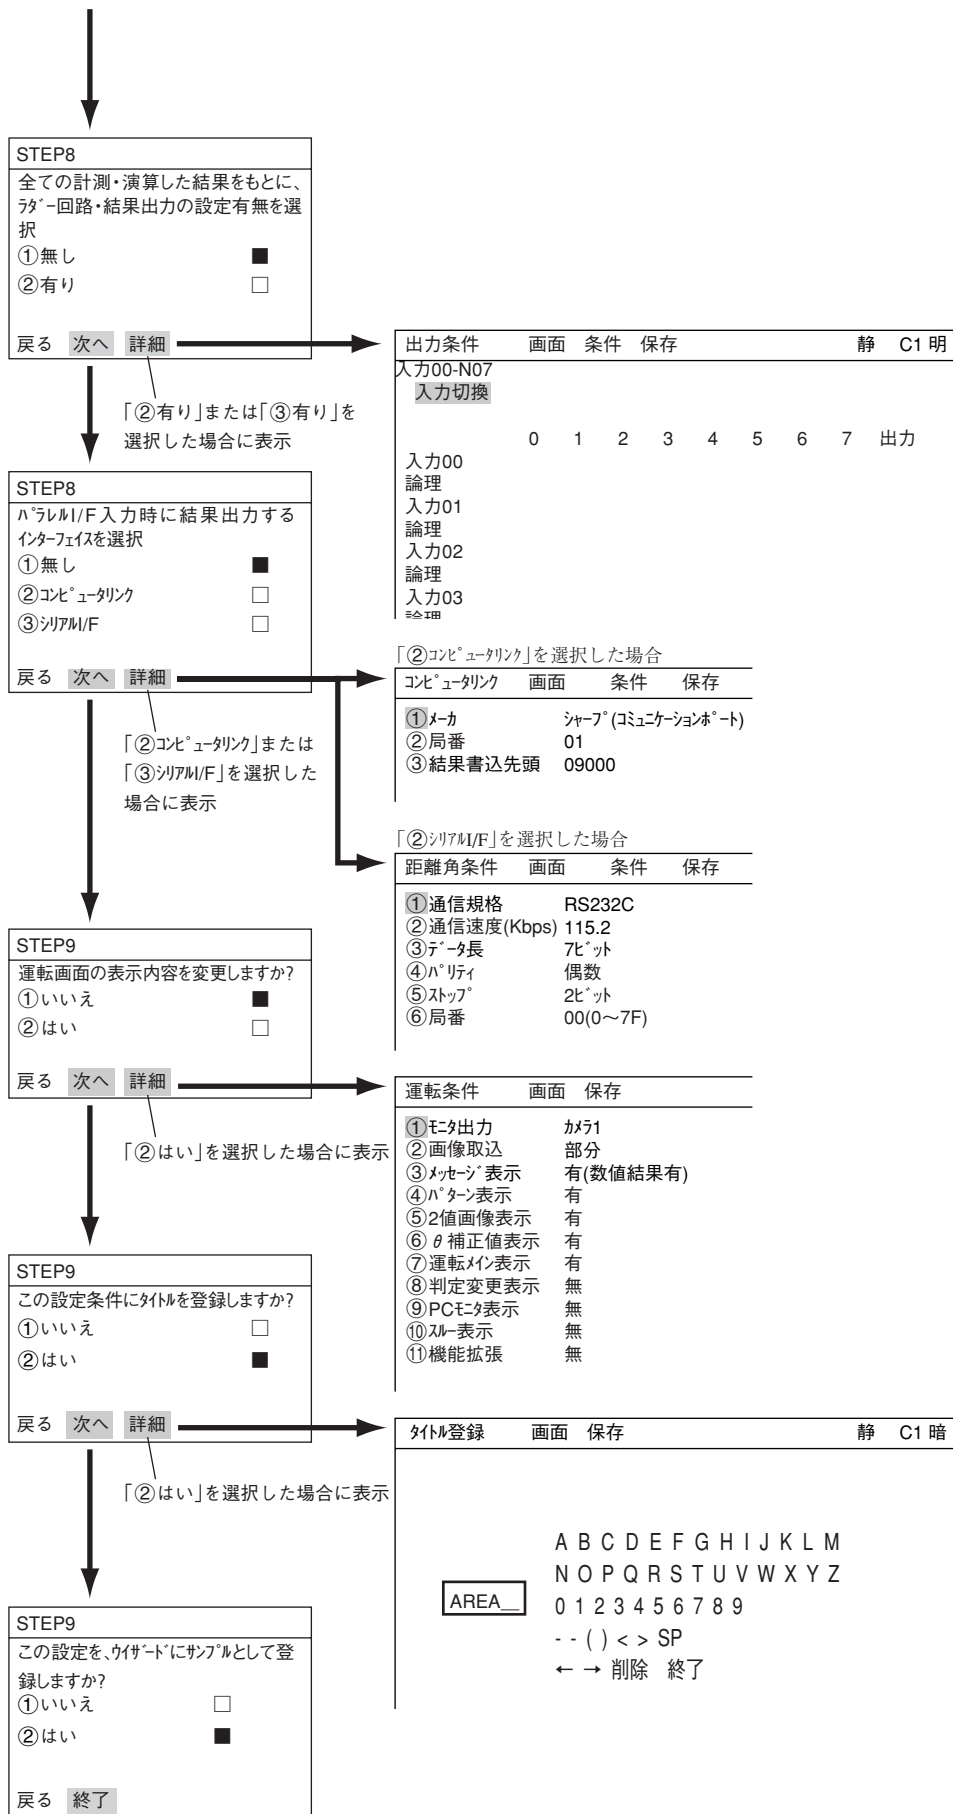 STEP8
全ての計測・演算した結果をもとに、
ﾗﾀﾞｰ回路・結果出力の設定有無を選
択
①無し ■
②有り □
戻る 次へ 詳細
「②有り」または「③有り」を
選択した場合に表示
出力条件 画面 条件 保存 静 C1 明
入力00-N07
入力切換
0 1 2 3 4 5 6 7 出力
入力00
論理
入力01
論理
入力02
論理
入力03
論理
STEP8
ﾊﾟﾗﾚﾙI/F入力時に結果出力する
ｲﾝﾀｰﾌｪｲｽを選択
①無し ■
②ｺﾝﾋﾟｭｰﾀﾘﾝｸ □
③ｼﾘｱﾙI/F □
戻る 次へ 詳細
「②ｺﾝﾋﾟｭｰﾀﾘﾝｸ」または
「③ｼﾘｱﾙI/F」を選択した
場合に表示
「②ｺﾝﾋﾟｭｰﾀﾘﾝｸ」を選択した場合
ｺﾝﾋﾟｭｰﾀﾘﾝｸ 画面 条件 保存
①ﾒｰｶ ｼｬｰﾌﾟ(ｺﾐｭﾆｹｰｼｮﾝﾎﾟｰﾄ)
②局番 01
③結果書込先頭 09000
「②ｼﾘｱﾙI/F」を選択した場合
距離角条件 画面 条件 保存
①通信規格 RS232C
②通信速度(Kbps) 115.2
③ﾃﾞｰﾀ長 7ﾋﾞｯﾄ
④ﾊﾟﾘﾃｨ 偶数
⑤ｽﾄｯﾌﾟ 2ﾋﾞｯﾄ
⑥局番 00(0～7F)
STEP9
運転画面の表示内容を変更しますか?
①いいえ ■
②はい □
戻る 次へ 詳細
「②はい」を選択した場合に表示
運転条件 画面 保存
①ﾓﾆﾀ出力 ｶﾒﾗ1
②画像取込 部分
③ﾒｯｾｰｼﾞ表示 有(数値結果有)
④ﾊﾟﾀｰﾝ表示 有
⑤2値画像表示 有
⑥θ補正値表示 有
⑦運転ﾒｲﾝ表示 有
⑧判定変更表示 無
⑨PCﾓﾆﾀ表示 無
⑩ｽﾙｰ表示 無
⑪機能拡張 無
STEP9
この設定条件にﾀｲﾄﾙを登録しますか?
①いいえ □
②はい ■
戻る 次へ 詳細
「②はい」を選択した場合に表示
ﾀｲﾄﾙ登録 画面 保存 静 C1 暗
A B C D E F G H I J K L M
N O P Q R S T U V W X Y Z
AREA__ 0 1 2 3 4 5 6 7 8 9
- - ( ) < > SP
← → 削除 終了
STEP9
この設定を、ｳｲｻﾞｰﾄﾞにｻﾝﾌﾟﾙとして登
録しますか?
①いいえ □
②はい ■
戻る 終了